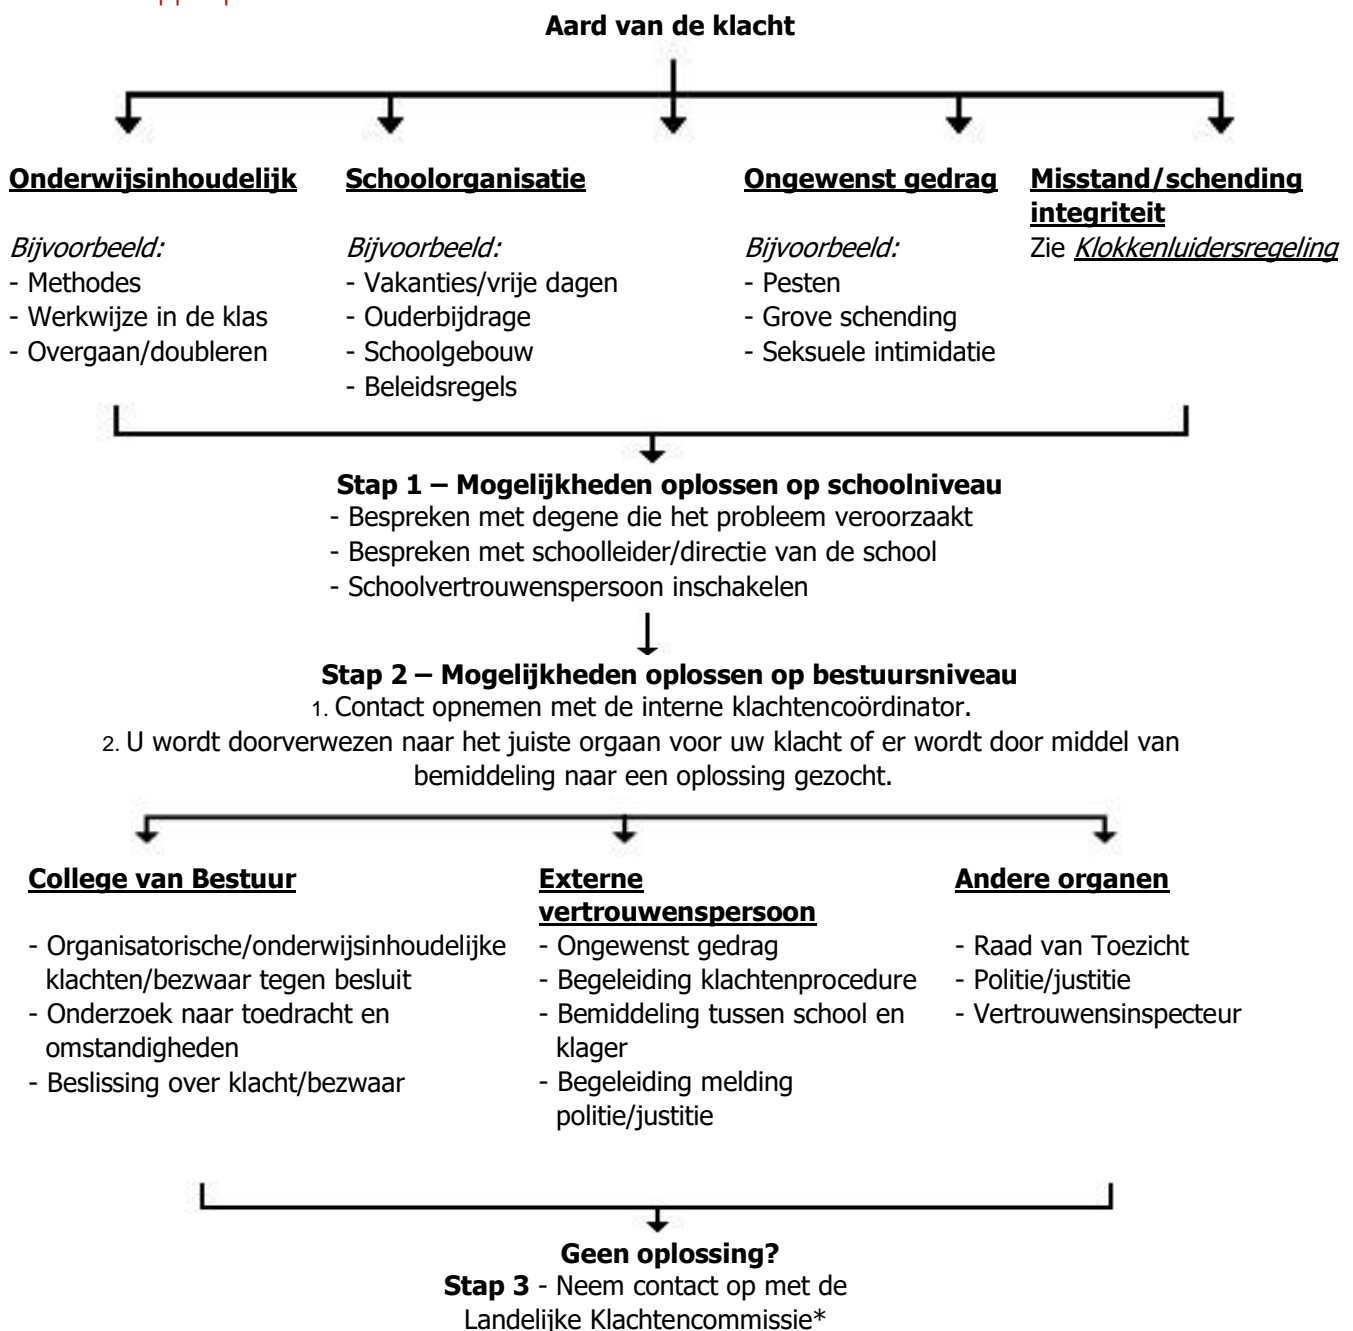 Aard van de klacht
Onderwijsinhoudelijk
Bijvoorbeeld:
- Methodes
- Werkwijze in de klas
- Overgaan/doubleren
Schoolorganisatie
Bijvoorbeeld:
- Vakanties/vrije dagen
- Ouderbijdrage
- Schoolgebouw
- Beleidsregels
Ongewenst gedrag
Bijvoorbeeld:
- Pesten
- Grove schending
- Seksuele intimidatie
Misstand/schending
integriteit
Zie Klokkenluidersregeling
Stap 1 – Mogelijkheden oplossen op schoolniveau
- Bespreken met degene die het probleem veroorzaakt
- Bespreken met schoolleider/directie van de school
- Schoolvertrouwenspersoon inschakelen
Stap 2 – Mogelijkheden oplossen op bestuursniveau
1. Contact opnemen met de interne klachtencoördinator.
2. U wordt doorverwezen naar het juiste orgaan voor uw klacht of er wordt door middel van
bemiddeling naar een oplossing gezocht.
College van Bestuur
- Organisatorische/onderwijsinhoudelijke
klachten/bezwaar tegen besluit
- Onderzoek naar toedracht en
omstandigheden
- Beslissing over klacht/bezwaar
Externe
vertrouwenspersoon
- Ongewenst gedrag
- Begeleiding klachtenprocedure
- Bemiddeling tussen school en
klager
- Begeleiding melding
politie/justitie
Andere organen
- Raad van Toezicht
- Politie/justitie
- Vertrouwensinspecteur
Geen oplossing?
Stap 3 - Neem contact op met de
Landelijke Klachtencommissie*